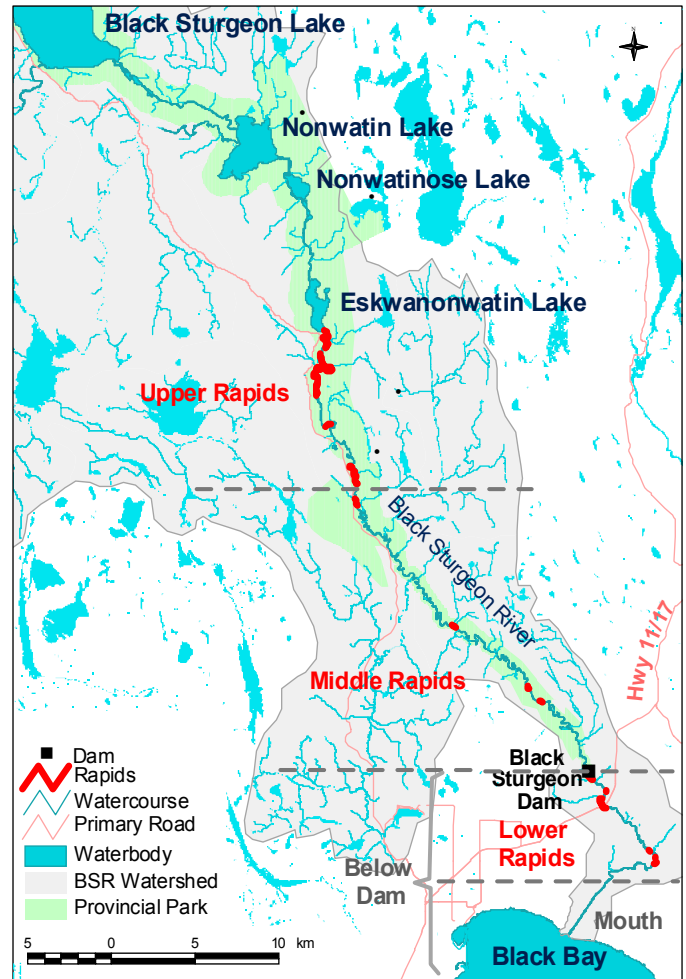 Black Sturgeon Lake
N
Nonwatin Lake
Nonwatinose Lake
Eskwanonwatin Lake
Upper Rapids
Black Sturgeon River
Hwy 11/17
Middle Rapids
Black
Sturgeon
Dam
Lower
Rapids
Below
Dam
Mouth
Black Bay
Dam
Rapids
Watercourse
Primary Road
Waterbody
BSR Watershed
Provincial Park
5 0 5 10 km